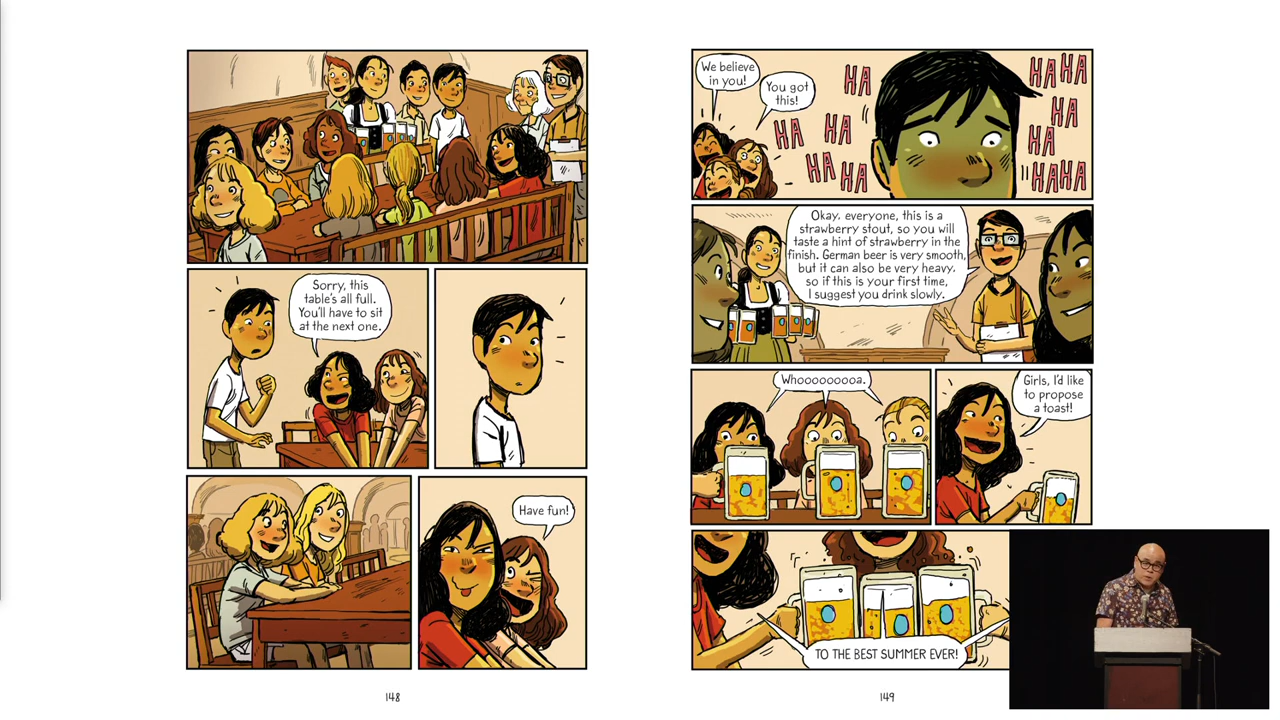 Sorry, this
table's all full.
You'll have to sit
at the next one.
Have fun!
148
We believe
in you!
You got
this!
HA
HA HA
HA
HA
HA
HA
HA
HA
HA
HAHA
Okay. everyone, this is a
strawberry stout, so you will
taste a hint of strawberry in the
finish. German beer is very smooth,
but it can also be very heavy.
so if this is your first time,
I suggest you drink slowly.
Whooooooooa.
Girls, I'd like
to propose
a toast!
TO THE BEST SUMMER EVER!
149